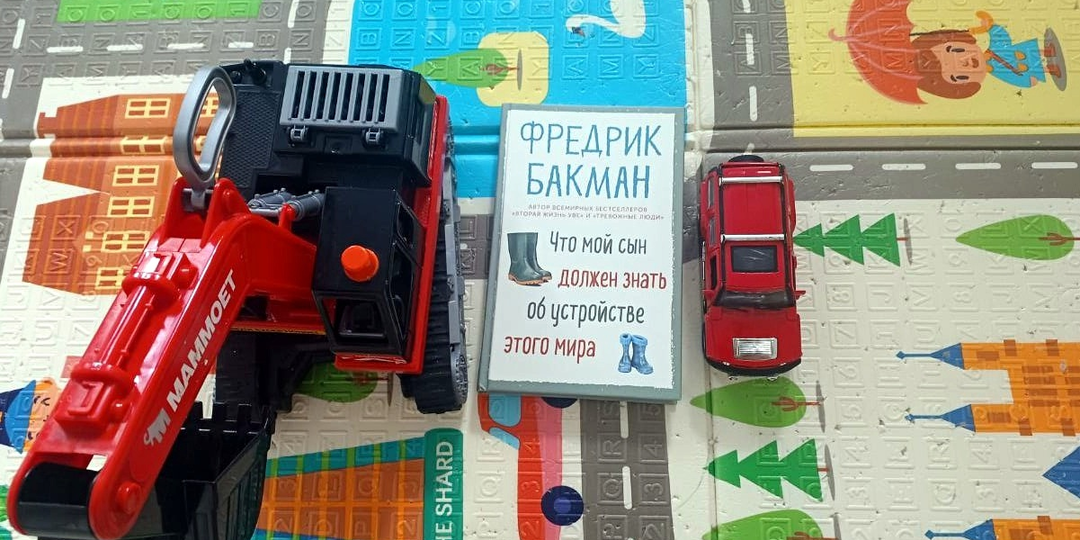 ФРЕДРИК
БАКМАН
АВТОР ВСЕМИРНЫХ БЕСТСЕЛЛЕРОВ
«ВТОРАЯ ЖИЗНЬ УВЕ» И «ТРЕВОЖНЫЕ ЛЮДИ»
Что мой сын
должен знать
об устройстве
этого мира
MAMMOET
HE SHARD